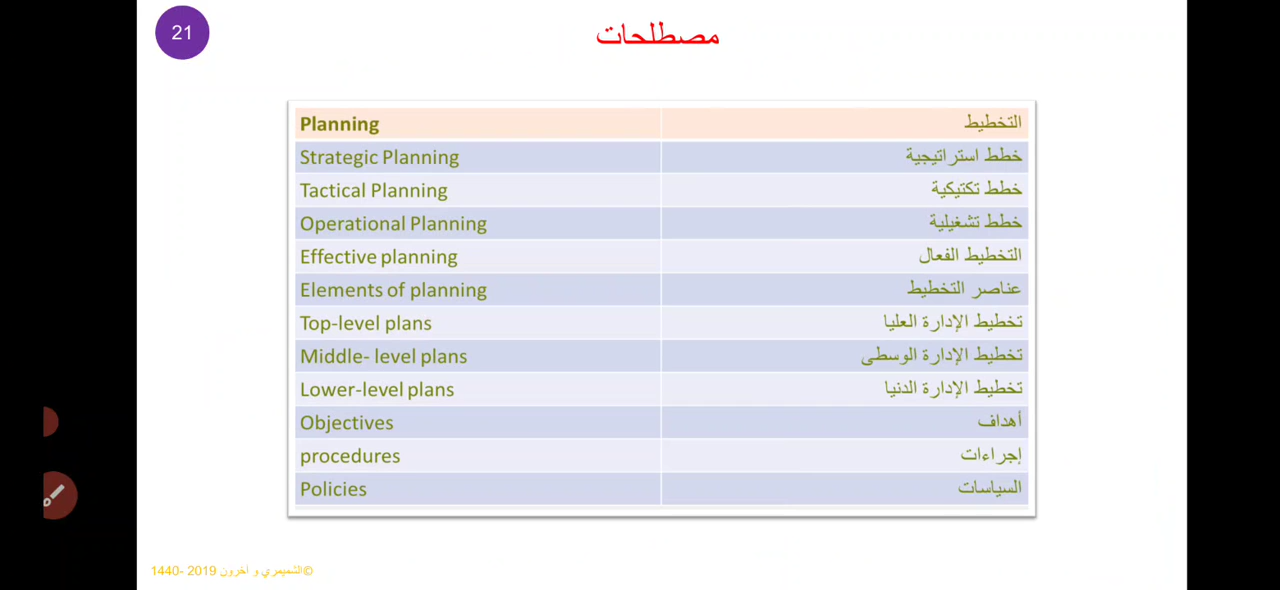 21
مصطلحات
Planning التخطيط
Strategic Planning خطط استراتيجية
Tactical Planning خطط تكتيكية
Operational Planning خطط تشغيلية
Effective planning التخطيط الفعال
Elements of planning عناصر التخطيط
Top-level plans تخطيط الإدارة العليا
Middle- level plans تخطيط الإدارة الوسطى
Lower-level plans تخطيط الإدارة الدنيا
Objectives أهداف
procedures إجراءات
Policies السياسات
©الشميمري و آخرون 2019 -1440